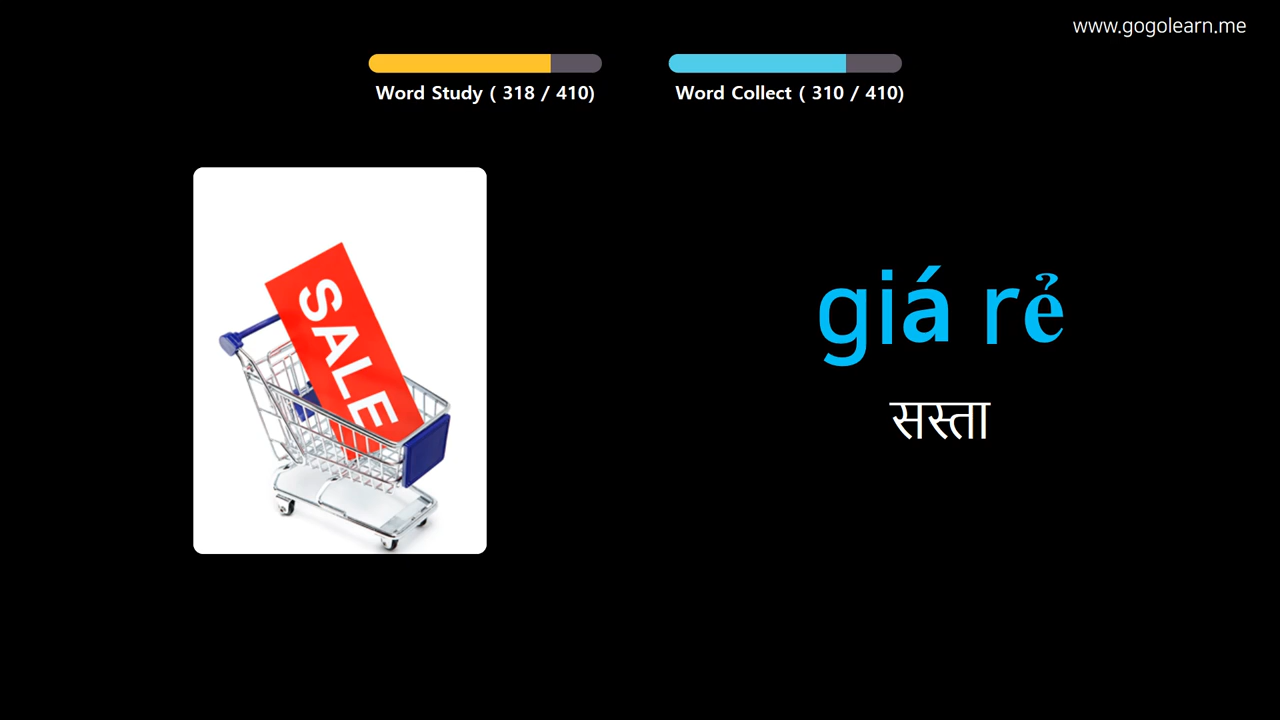 www.gogolearn.me
Word Study ( 318 / 410)
Word Collect ( 310 / 410)
SALE
giá rẻ
सस्ता